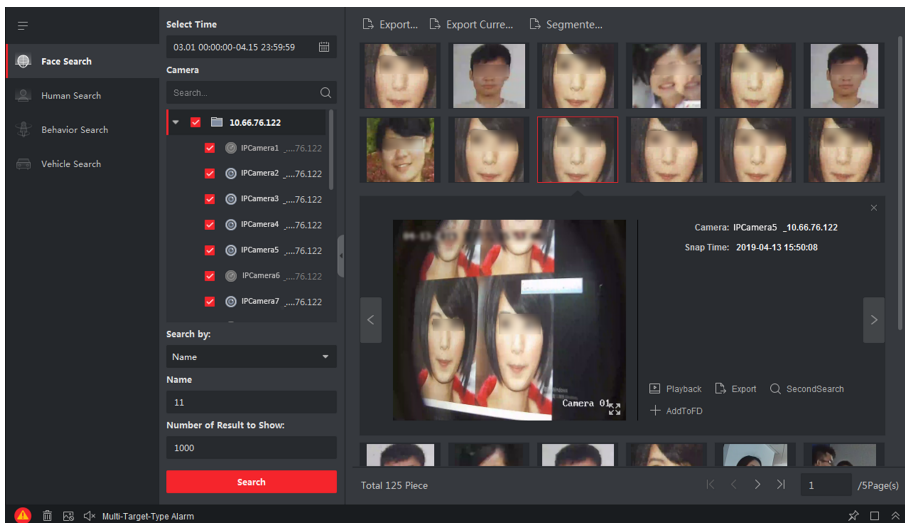 Face Search
Human Search
Behavior Search
Vehicle Search
Select Time
03.01 00:00:00-04.15 23:59:59
Camera
Search...
10.66.76.122
IPCamera1 _....76.122
IPCamera2 _....76.122
IPCamera3 _....76.122
IPCamera4 _....76.122
IPCamera5 _....76.122
IPCamera6 _....76.122
IPCamera7 _....76.122
Search by:
Name
Name
11
Number of Result to Show:
1000
Search
Export... Export Curre... Segmente...
Camera: IPCamera5 _10.66.76.122
Snap Time: 2019-04-13 15:50:08
Camera 01
Playback Export SecondSearch
AddToFD
Total 125 Piece
1 /5Page(s)
Multi-Target-Type Alarm